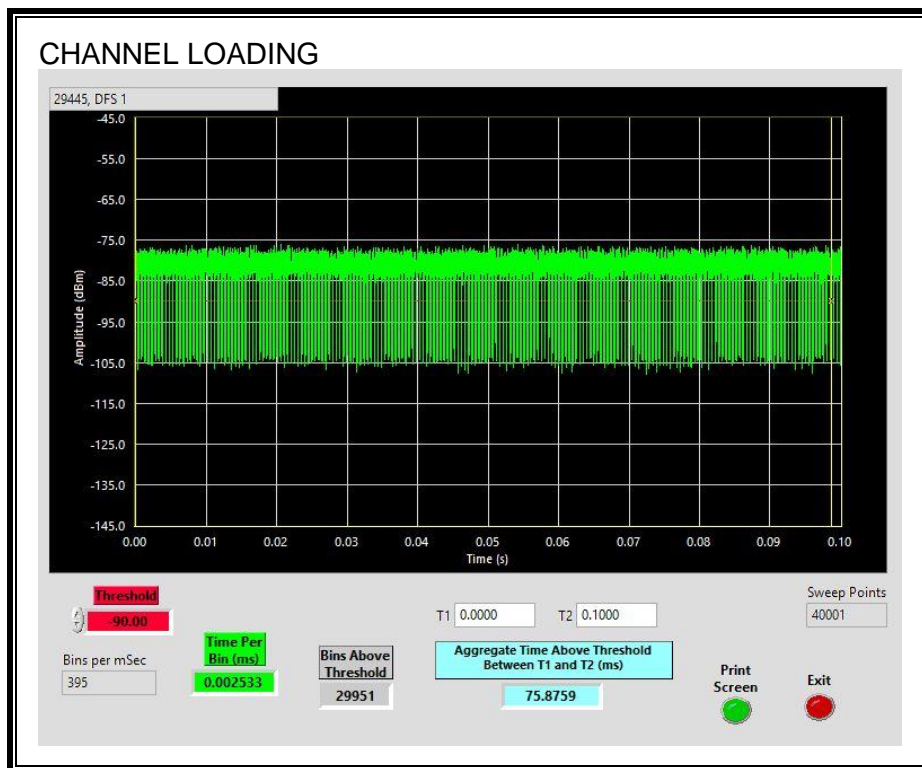 CHANNEL LOADING
29445, DFS 1
-45.0
-55.0
-65.0
-75.0
-85.0
-95.0
-105.0
-115.0
-125.0
-135.0
-145.0
Amplitude (dBm)
0.00 0.01 0.02 0.03 0.04 0.05 0.06 0.07 0.08 0.09 0.10
Time (s)
Threshold
-90.00
Bins per mSec
395
Time Per
Bin (ms)
0.002533
Bins Above
Threshold
29951
T1 0.0000 T2 0.1000
Aggregate Time Above Threshold
Between T1 and T2 (ms)
75.8759
Sweep Points
40001
Print
Screen
Exit